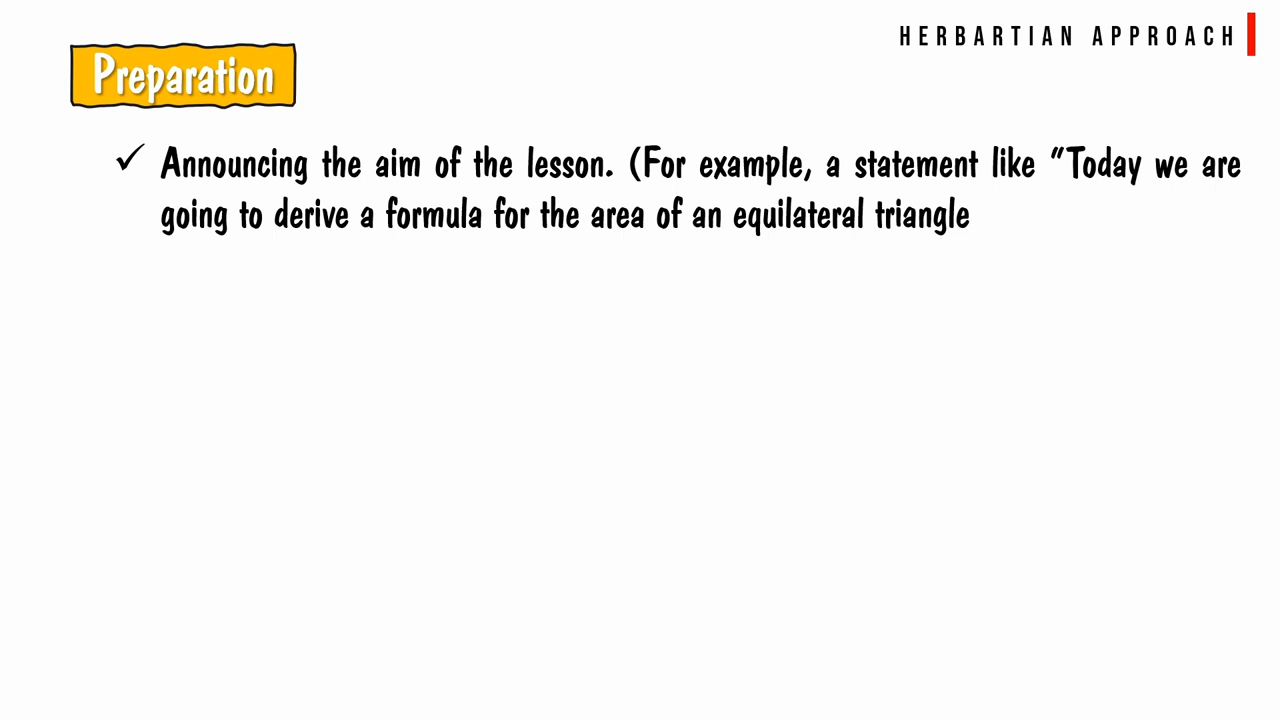 HERBARTIAN APPROACH
Preparation
✓ Announcing the aim of the lesson. (For example, a statement like "Today we are
going to derive a formula for the area of an equilateral triangle